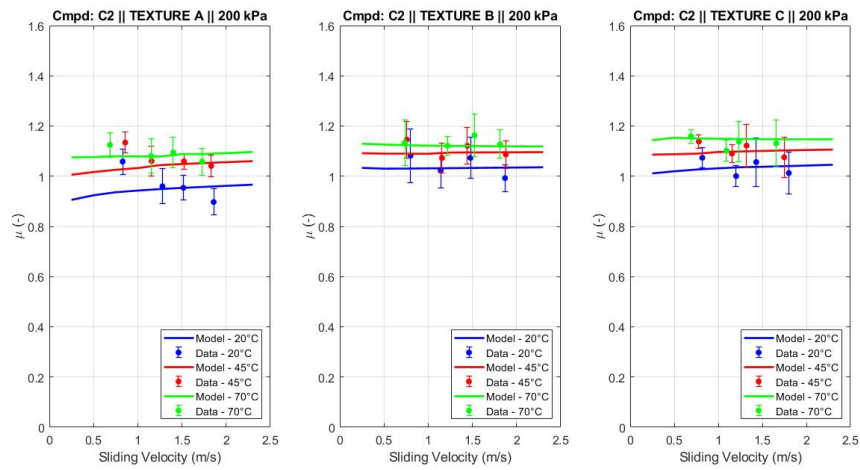 Cmpd: C2 || TEXTURE A || 200 kPa
1.6
1.4
1.2
1
0.8
0.6
0.4
0.2
0
μ (-)
0 0.5 1 1.5 2 2.5
Sliding Velocity (m/s)
Model - 20°C
Data - 20°C
Model - 45°C
Data - 45°C
Model - 70°C
Data - 70°C
Cmpd: C2 || TEXTURE B || 200 kPa
1.6
1.4
1.2
1
0.8
0.6
0.4
0.2
0
0 0.5 1 1.5 2 2.5
Sliding Velocity (m/s)
Model - 20°C
Data - 20°C
Model - 45°C
Data - 45°C
Model - 70°C
Data - 70°C
Cmpd: C2 || TEXTURE C || 200 kPa
1.6
1.4
1.2
1
0.8
0.6
0.4
0.2
0
μ (-)
0 0.5 1 1.5 2 2.5
Sliding Velocity (m/s)
Model - 20°C
Data - 20°C
Model - 45°C
Data - 45°C
Model - 70°C
Data - 70°C